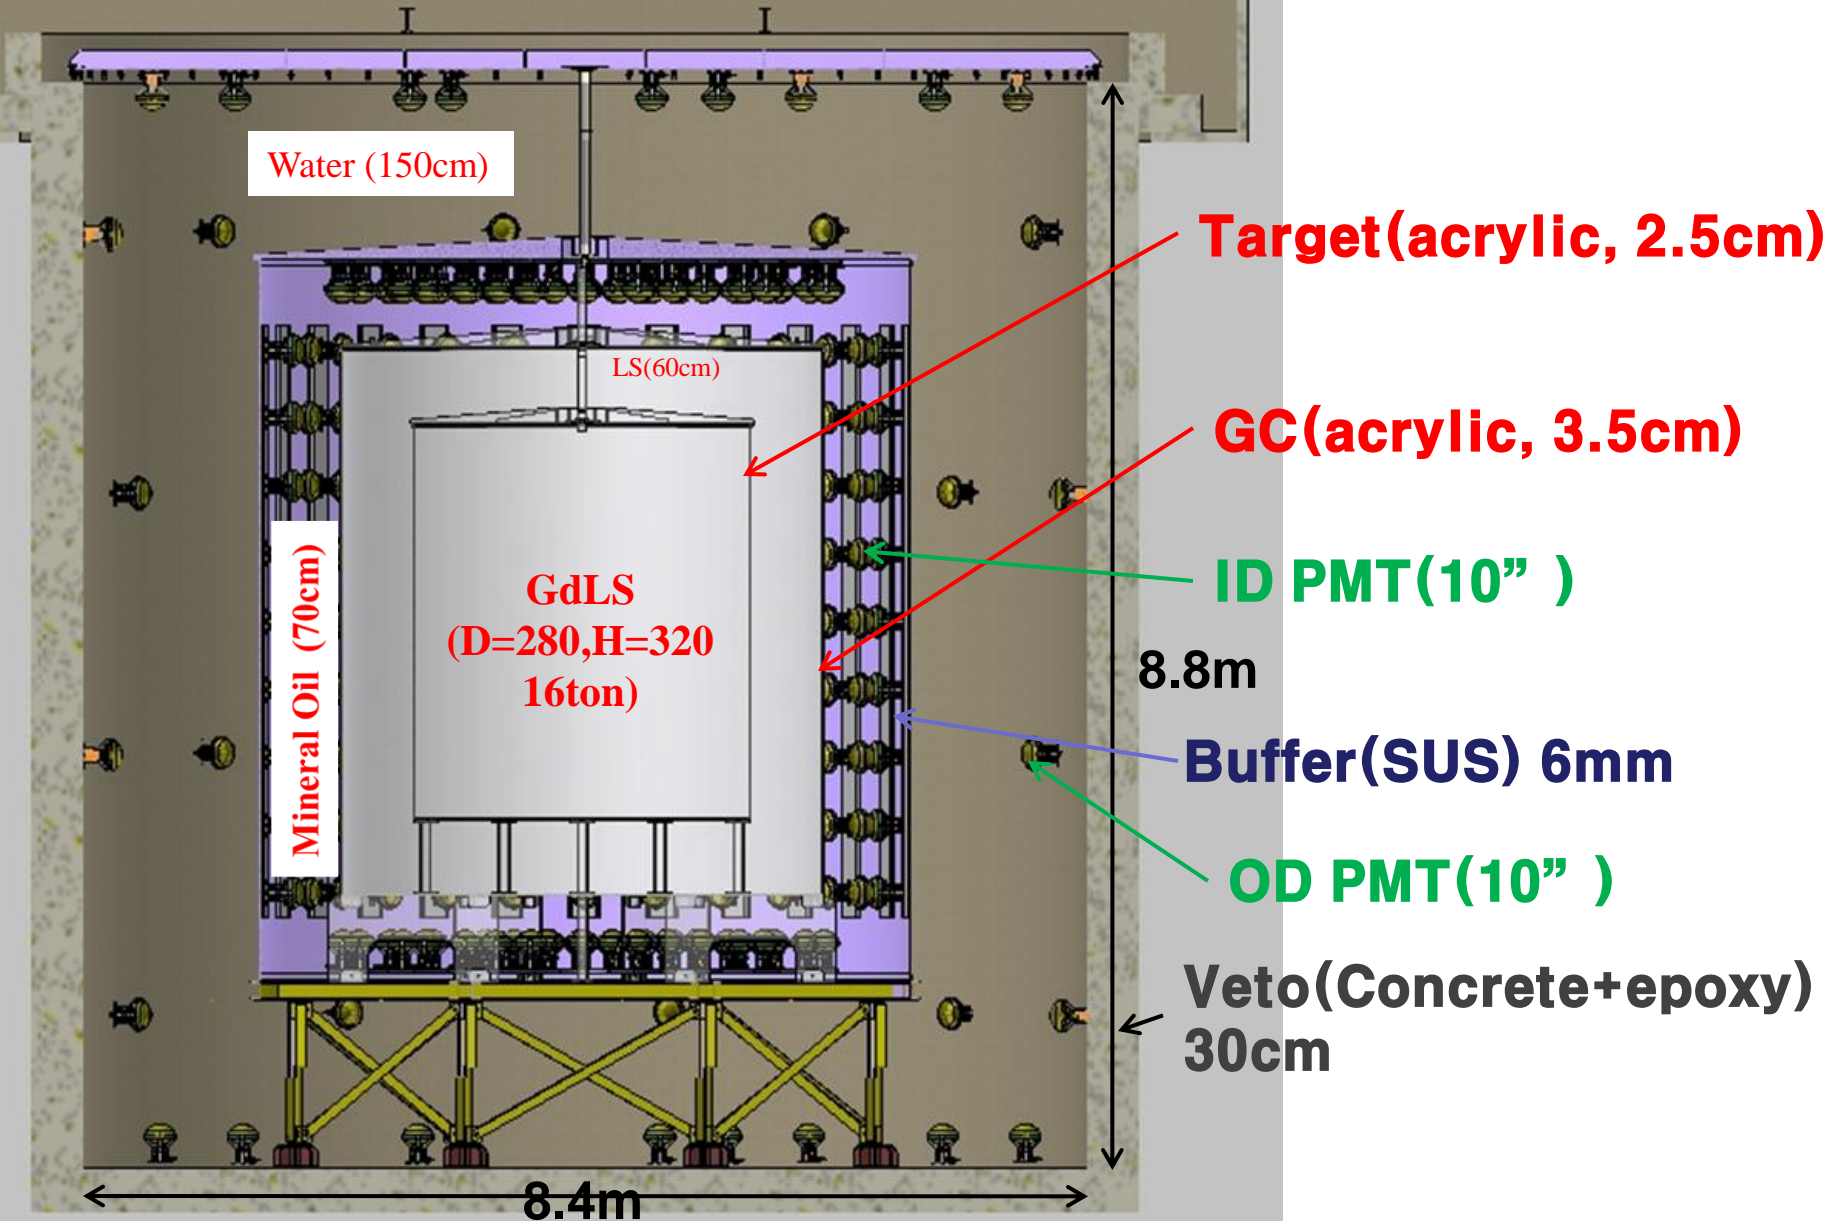 Water (150cm)
Target(acrylic, 2.5cm)
LS(60cm)
GC(acrylic, 3.5cm)
Mineral Oil (70cm)
GdLS
(D=280,H=320
16ton)
ID PMT(10” )
8.8m
Buffer(SUS) 6mm
OD PMT(10” )
Veto(Concrete+epoxy)
30cm
8.4m